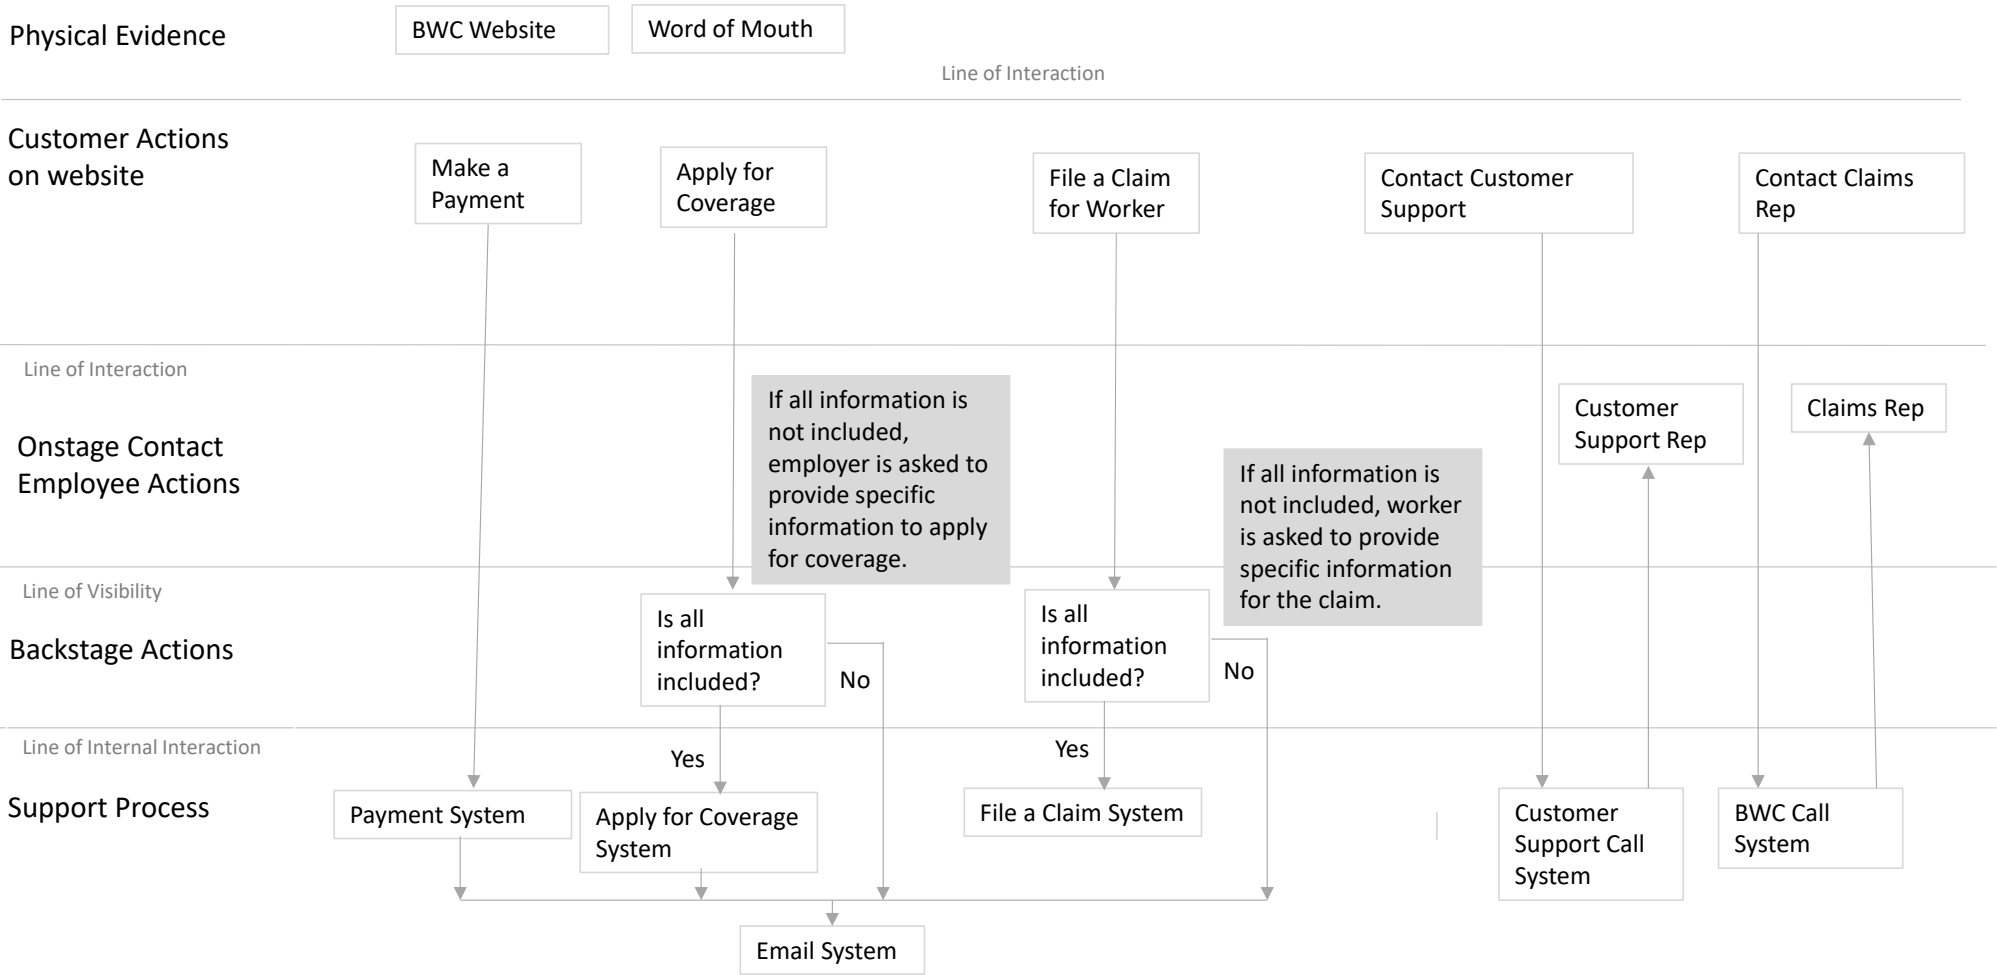 Physical Evidence
BWC Website
Word of Mouth
Line of Interaction
Customer Actions
on website
Make a
Payment
Apply for
Coverage
File a Claim
for Worker
Contact Customer
Support
Contact Claims
Rep
Line of Interaction
Onstage Contact
Employee Actions
If all information is
not included,
employer is asked to
provide specific
information to apply
for coverage.
If all information is
not included, worker
is asked to provide
specific information
for the claim.
Customer
Support Rep
Claims Rep
Line of Visibility
Backstage Actions
Is all
information
included?
No
Is all
information
included?
No
Line of Internal Interaction
Yes
Yes
Support Process
Payment System
Apply for Coverage
System
File a Claim System
Customer
Support Call
System
BWC Call
System
Email System